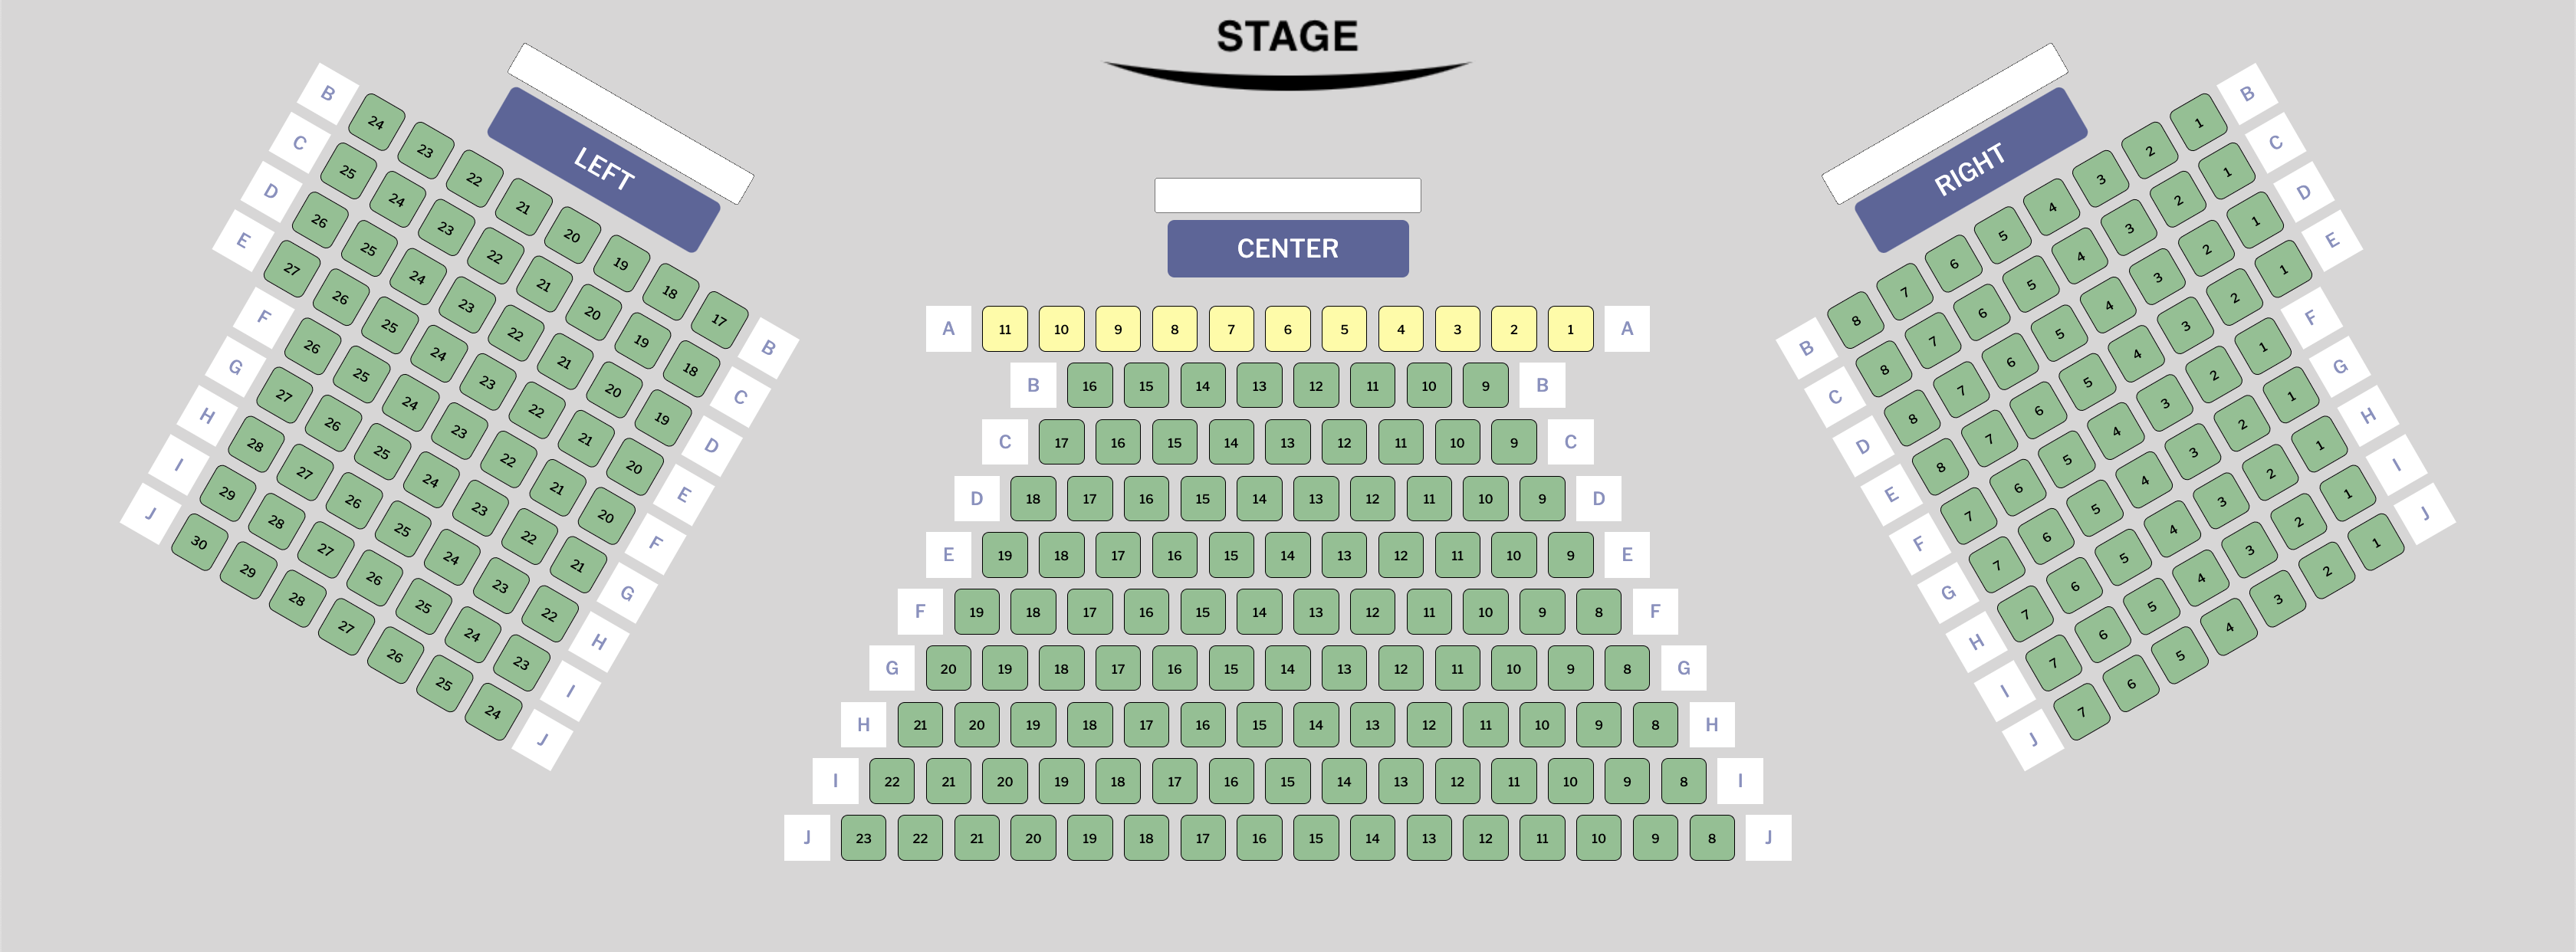 STAGE
LEFT
B 24 23 22 21 20 19 18 17 B
C 25 24 23 22 21 20 19 18 C
D 26 25 24 23 22 21 20 19 D
E 27 26 25 24 23 22 21 20 E
F 26 25 24 23 22 21 20 F
G 27 26 25 24 23 22 21 G
H 28 27 26 25 24 23 22 H
I 29 28 27 26 25 24 23 I
J 30 29 28 27 26 25 24 J
CENTER
A 11 10 9 8 7 6 5 4 3 2 1 A
B 16 15 14 13 12 11 10 9 B
C 17 16 15 14 13 12 11 10 9 C
D 18 17 16 15 14 13 12 11 10 9 D
E 19 18 17 16 15 14 13 12 11 10 9 E
F 19 18 17 16 15 14 13 12 11 10 9 8 F
G 20 19 18 17 16 15 14 13 12 11 10 9 8 G
H 21 20 19 18 17 16 15 14 13 12 11 10 9 8 H
I 22 21 20 19 18 17 16 15 14 13 12 11 10 9 8 I
J 23 22 21 20 19 18 17 16 15 14 13 12 11 10 9 8 J
RIGHT
B 8 7 6 5 4 3 2 1 B
C 8 7 6 5 4 3 2 1 C
D 8 7 6 5 4 3 2 1 D
E 8 7 6 5 4 3 2 1 E
F 7 6 5 4 3 2 1 F
G 7 6 5 4 3 2 1 G
H 7 6 5 4 3 2 1 H
I 7 6 5 4 3 2 1 I
J 7 6 5 4 3 2 1 J